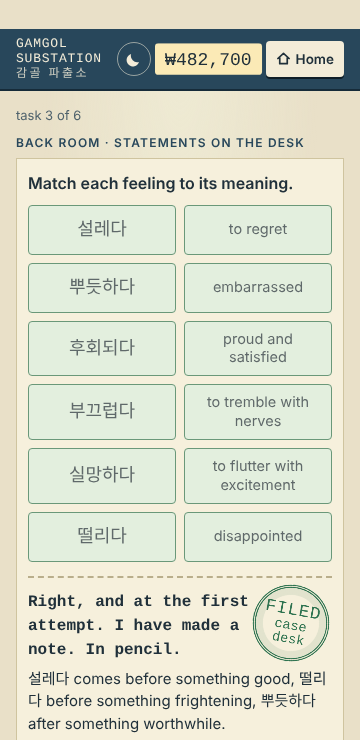 GAMGOL
SUBSTATION
감골 파출소
₩482,700
Home
task 3 of 6
BACK ROOM · STATEMENTS ON THE DESK
Match each feeling to its meaning.
설레다
to regret
뿌듯하다
embarrassed
후회되다
proud and
satisfied
부끄럽다
to tremble with
nerves
실망하다
to flutter with
excitement
떨리다
disappointed
Right, and at the first
attempt. I have made a
note. In pencil.
FILED
case
desk
설레다 comes before something good, 떨리
다 before something frightening, 뿌듯하다
after something worthwhile.